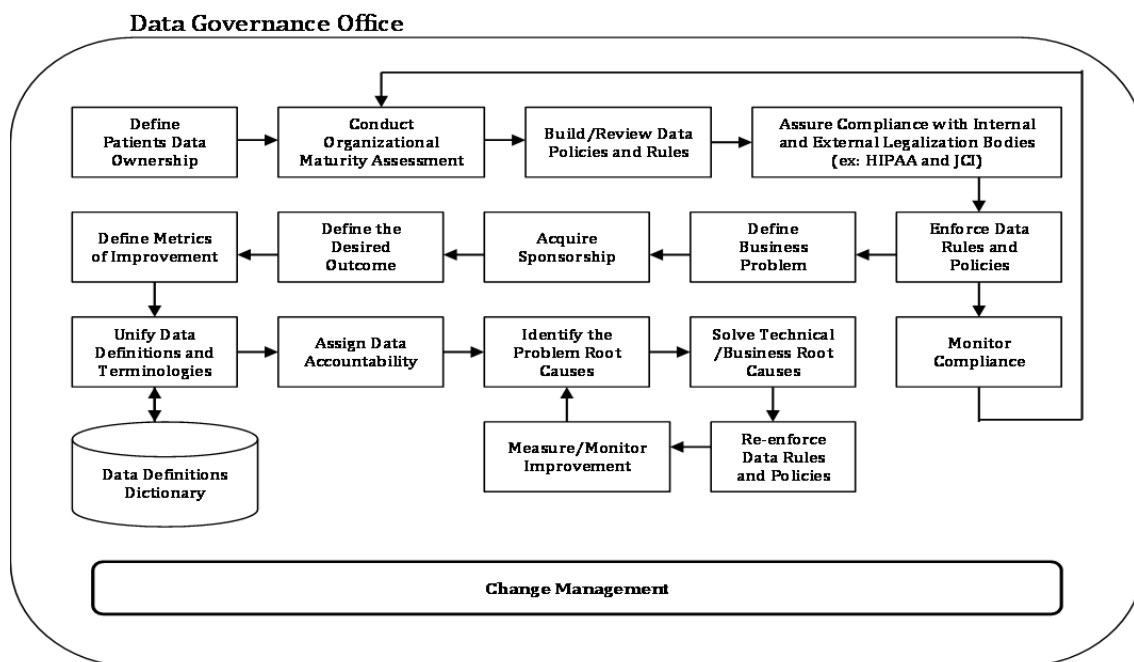 Data Governance Office
Define
Patients Data
Ownership
Conduct
Organizational
Maturity Assessment
Build/Review Data
Policies and Rules
Assure Compliance with Internal
and External Legalization Bodies
(ex: HIPAA and JCI)
Define Metrics
of Improvement
Define the
Desired
Outcome
Acquire
Sponsorship
Define
Business
Problem
Enforce Data
Rules and
Policies
Unify Data
Definitions and
Terminologies
Assign Data
Accountability
Identify the
Problem Root
Causes
Solve Technical
/Business Root
Causes
Monitor
Compliance
Data Definitions
Dictionary
Measure/Monitor
Improvement
Re-enforce
Data Rules
and Policies
Change Management